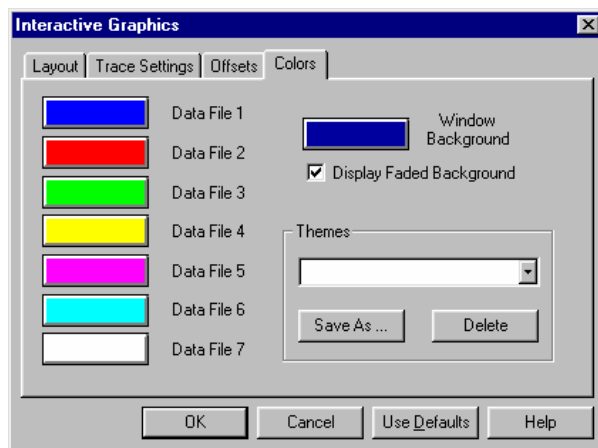 Interactive Graphics
Layout Trace Settings Offsets Colors
Data File 1
Data File 2
Data File 3
Data File 4
Data File 5
Data File 6
Data File 7
Window
Background
Display Faded Background
Themes
Save As ... Delete
OK Cancel Use Defaults Help